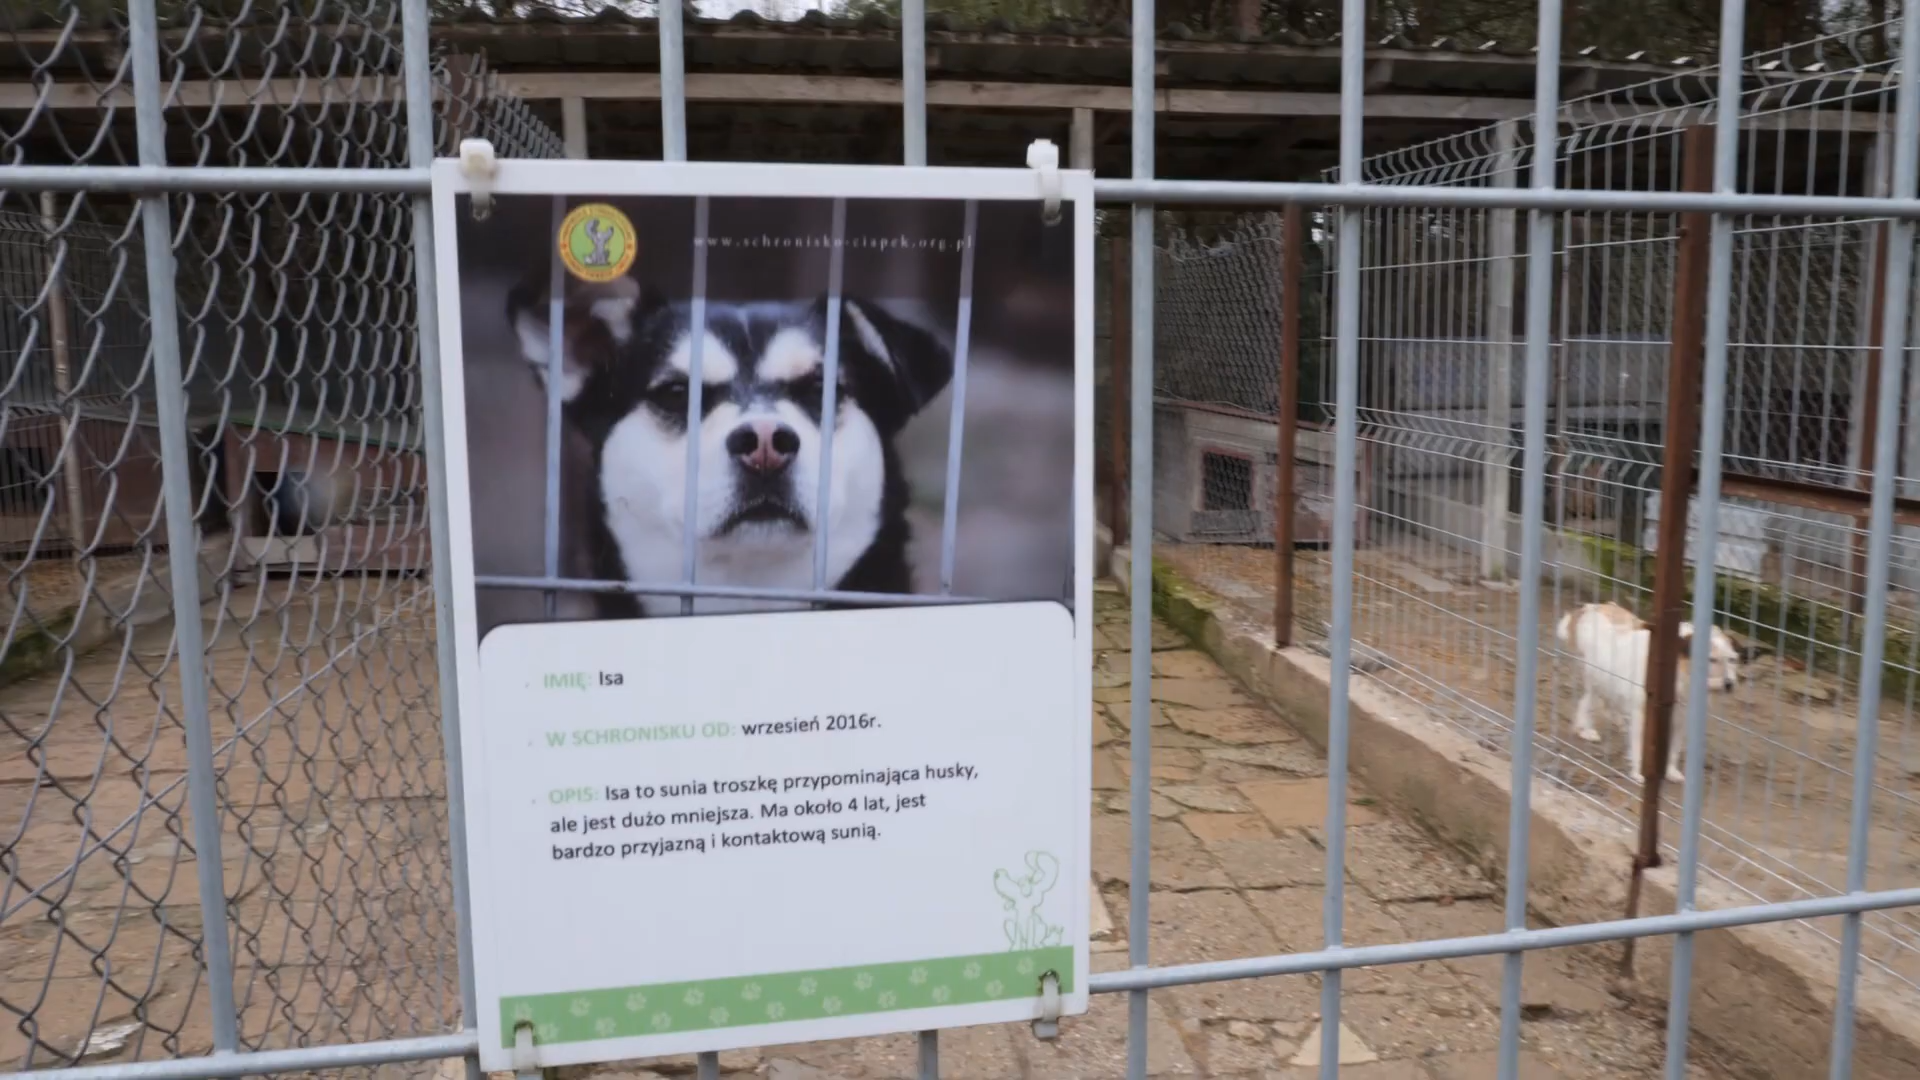 www.schronisko-ciapek.org.pl
IMIĘ: Isa
W SCHRONISKU OD: wrzesień 2016r.
OPIS: Isa to sunia troszkę przypominająca husky,
ale jest dużo mniejsza. Ma około 4 lat, jest
bardzo przyjazną i kontaktową sunią.